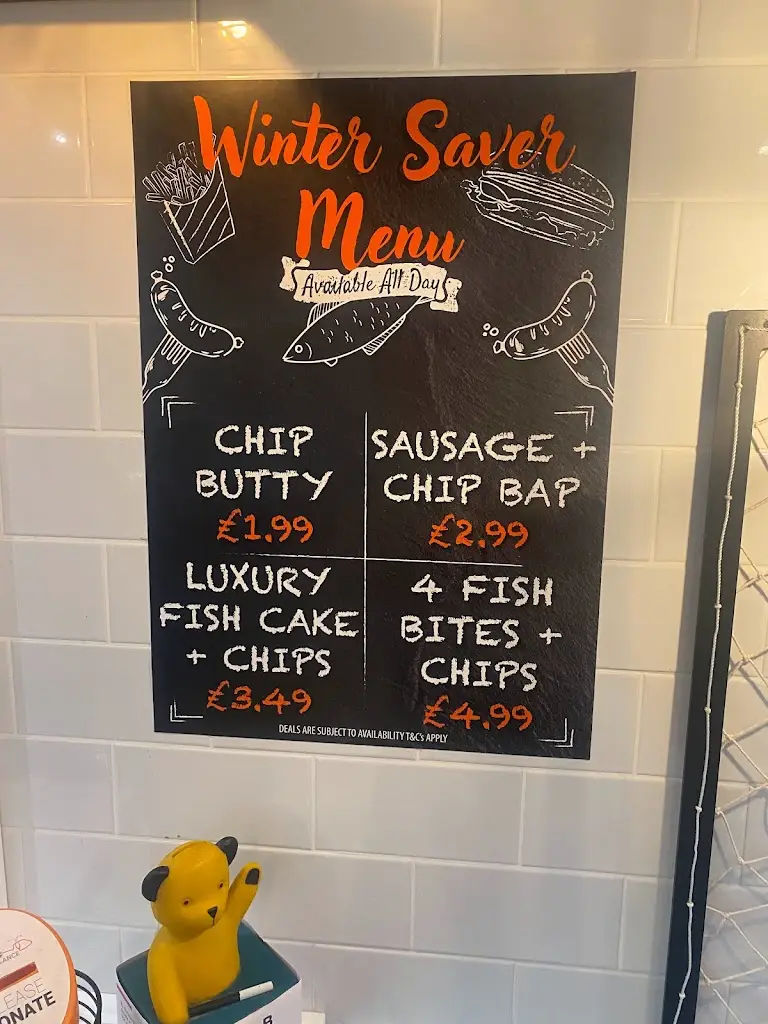 Winter Saver
Menu
Available All Day
CHIP
BUTTY
£1.99
SAUSAGE +
CHIP BAP
£2.99
LUXURY
FISH CAKE
+ CHIPS
£3.49
4 FISH
BITES +
CHIPS
£4.99
DEALS ARE SUBJECT TO AVAILABILITY T&C's APPLY